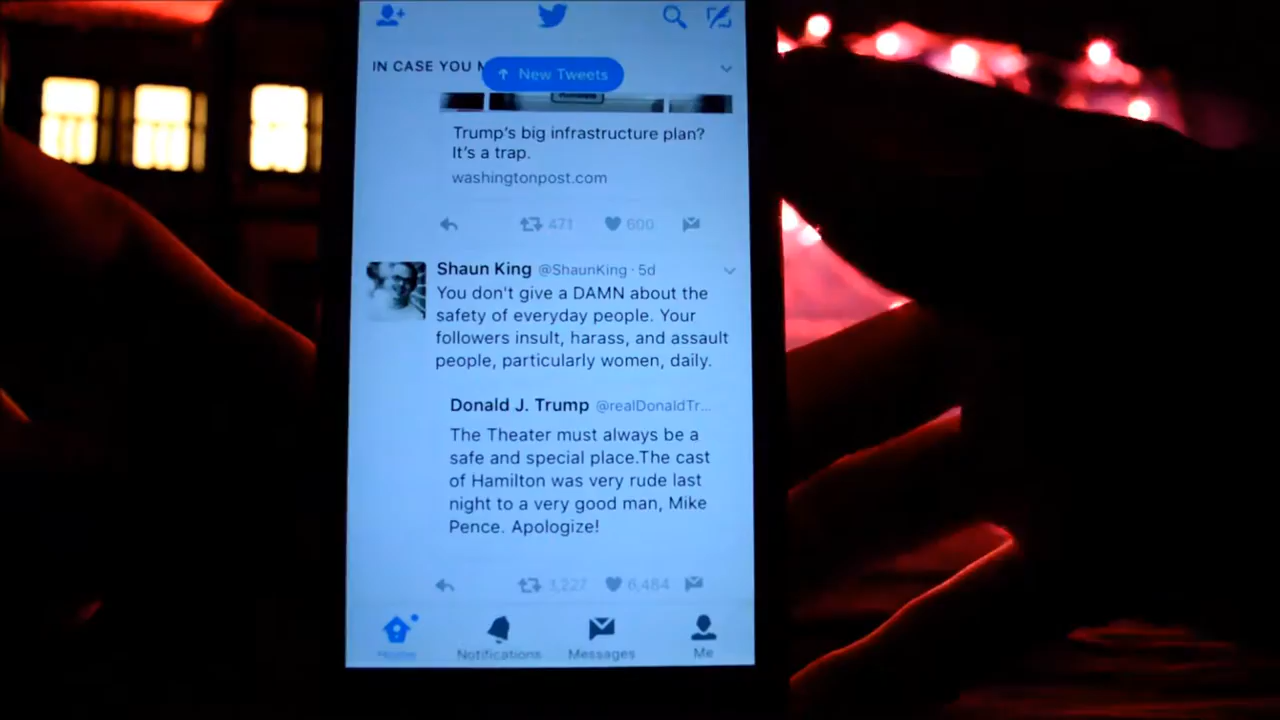 IN CASE YOU
New Tweets
Trump's big infrastructure plan?
It's a trap.
washingtonpost.com
471
600
Shaun King @ShaunKing · 5d
You don't give a DAMN about the
safety of everyday people. Your
followers insult, harass, and assault
people, particularly women, daily.
Donald J. Trump @realDonaldTr...
The Theater must always be a
safe and special place.The cast
of Hamilton was very rude last
night to a very good man, Mike
Pence. Apologize!
3,227
6,484
Home
Notifications
Messages
Me